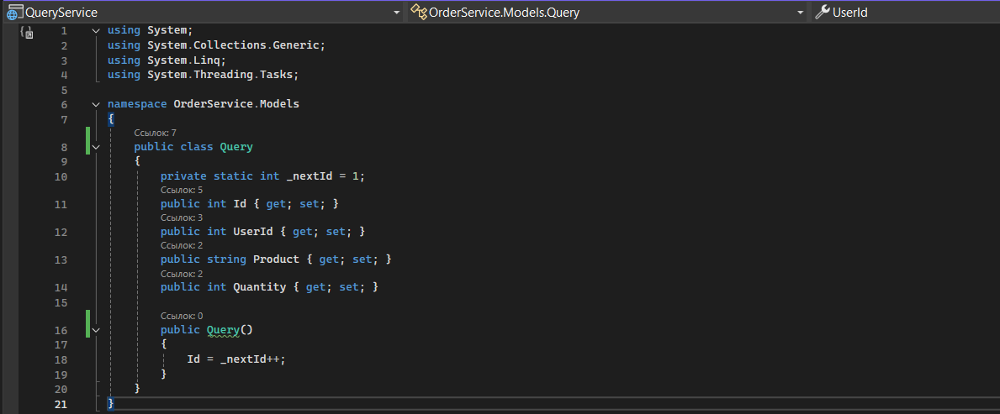 QueryService OrderService.Models.Query UserId
1 using System;
2 using System.Collections.Generic;
3 using System.Linq;
4 using System.Threading.Tasks;
5
6 namespace OrderService.Models
7 {
Ссылок: 7
8 public class Query
9 {
10 private static int _nextId = 1;
Ссылок: 5
11 public int Id { get; set; }
Ссылок: 3
12 public int UserId { get; set; }
Ссылок: 2
13 public string Product { get; set; }
Ссылок: 2
14 public int Quantity { get; set; }
15
Ссылок: 0
16 public Query()
17 {
18 Id = _nextId++;
19 }
20 }
21 }